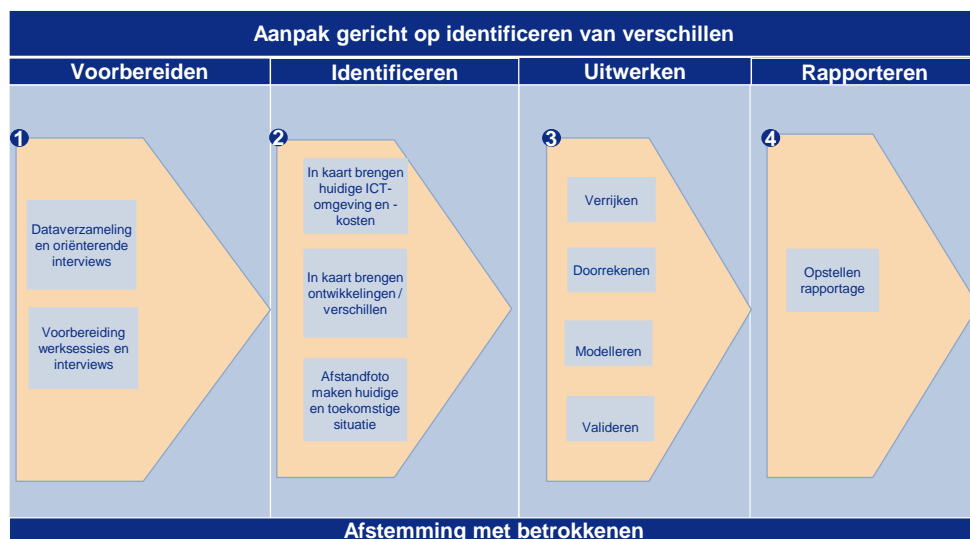 Aanpak gericht op identificeren van verschillen
Voorbereiden
Identificeren
Uitwerken
Rapporteren
1
Dataverzameling
en oriënterende
interviews
Voorbereiding
werksessies en
interviews
2
In kaart brengen
huidige ICT-
omgeving en -
kosten
In kaart brengen
ontwikkelingen /
verschillen
Afstandfoto
maken huidige
en toekomstige
situatie
3
Verrijken
Doorrekenen
Modelleren
Valideren
4
Opstellen
rapportage
Afstemming met betrokkenen